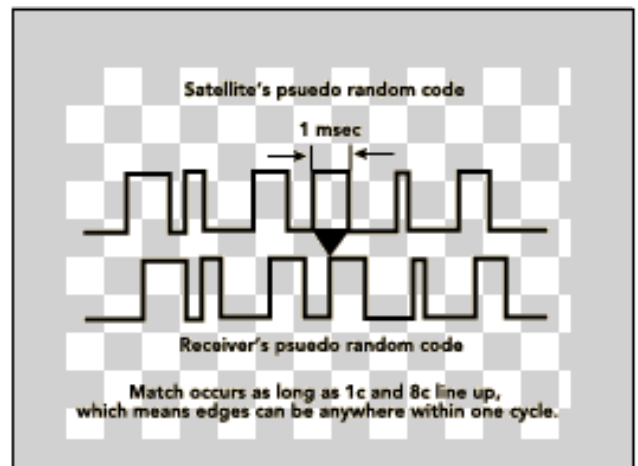 Satellite's psuedo random code
1 msec
Receiver's psuedo random code
Match occurs as long as 1c and 8c line up,
which means edges can be anywhere within one cycle.